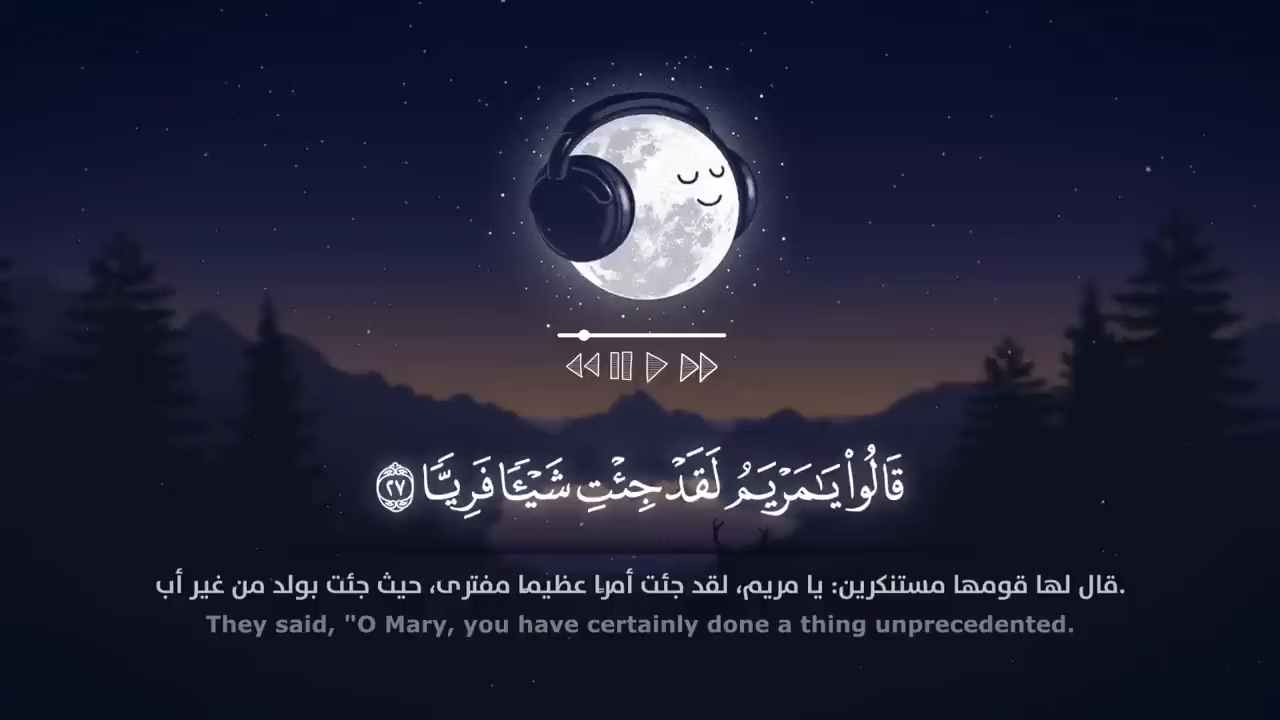 قَالُوا۟ يَـٰمَرْيَمُ لَقَدْ جِئْتِ شَيْـًٔا فَرِيًّا ٢٧
قال لها قومها مستنكرين: يا مريم، لقد جئت أمرا عظيما مفترى، حيث جئت بولد من غير أب.
They said, "O Mary, you have certainly done a thing unprecedented.